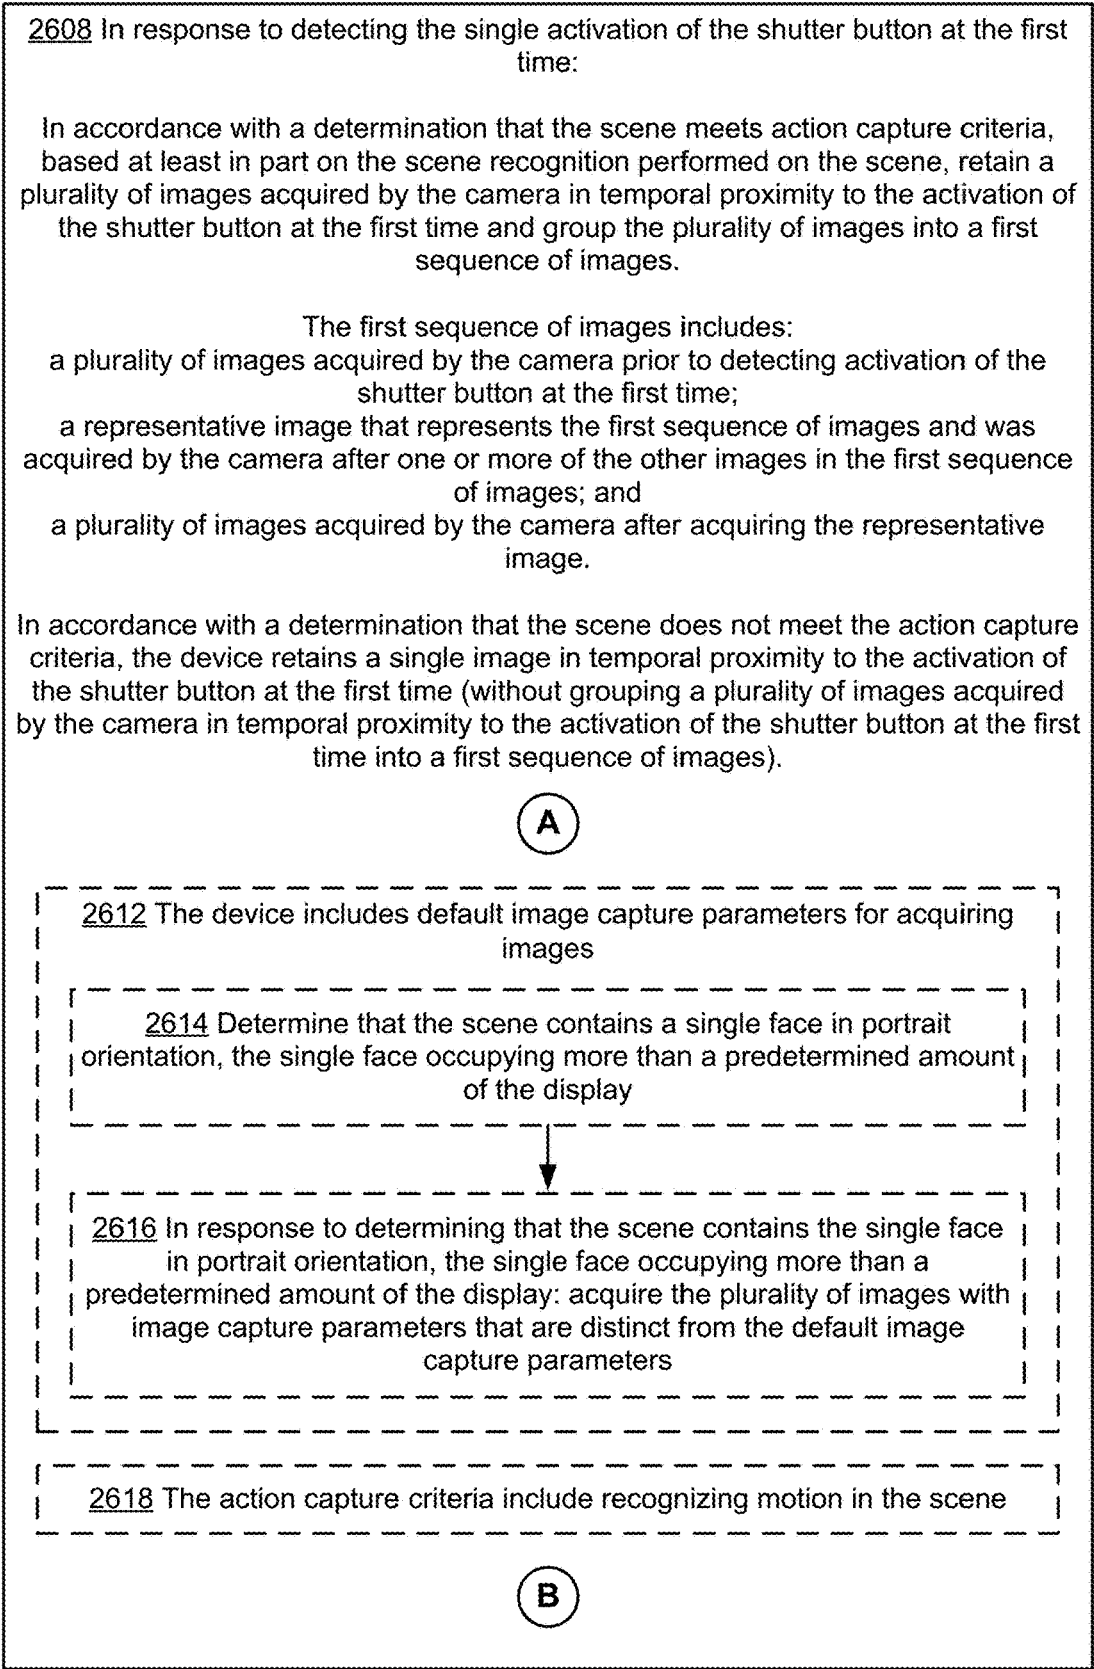 2608 In response to detecting the single activation of the shutter button at the first
time:
In accordance with a determination that the scene meets action capture criteria,
based at least in part on the scene recognition performed on the scene, retain a
plurality of images acquired by the camera in temporal proximity to the activation of
the shutter button at the first time and group the plurality of images into a first
sequence of images.
The first sequence of images includes:
a plurality of images acquired by the camera prior to detecting activation of the
shutter button at the first time;
a representative image that represents the first sequence of images and was
acquired by the camera after one or more of the other images in the first sequence
of images; and
a plurality of images acquired by the camera after acquiring the representative
image.
In accordance with a determination that the scene does not meet the action capture
criteria, the device retains a single image in temporal proximity to the activation of
the shutter button at the first time (without grouping a plurality of images acquired
by the camera in temporal proximity to the activation of the shutter button at the first
time into a first sequence of images).
A
2612 The device includes default image capture parameters for acquiring
images
2614 Determine that the scene contains a single face in portrait
orientation, the single face occupying more than a predetermined amount
of the display
2616 In response to determining that the scene contains the single face
in portrait orientation, the single face occupying more than a
predetermined amount of the display: acquire the plurality of images with
image capture parameters that are distinct from the default image
capture parameters
2618 The action capture criteria include recognizing motion in the scene
B